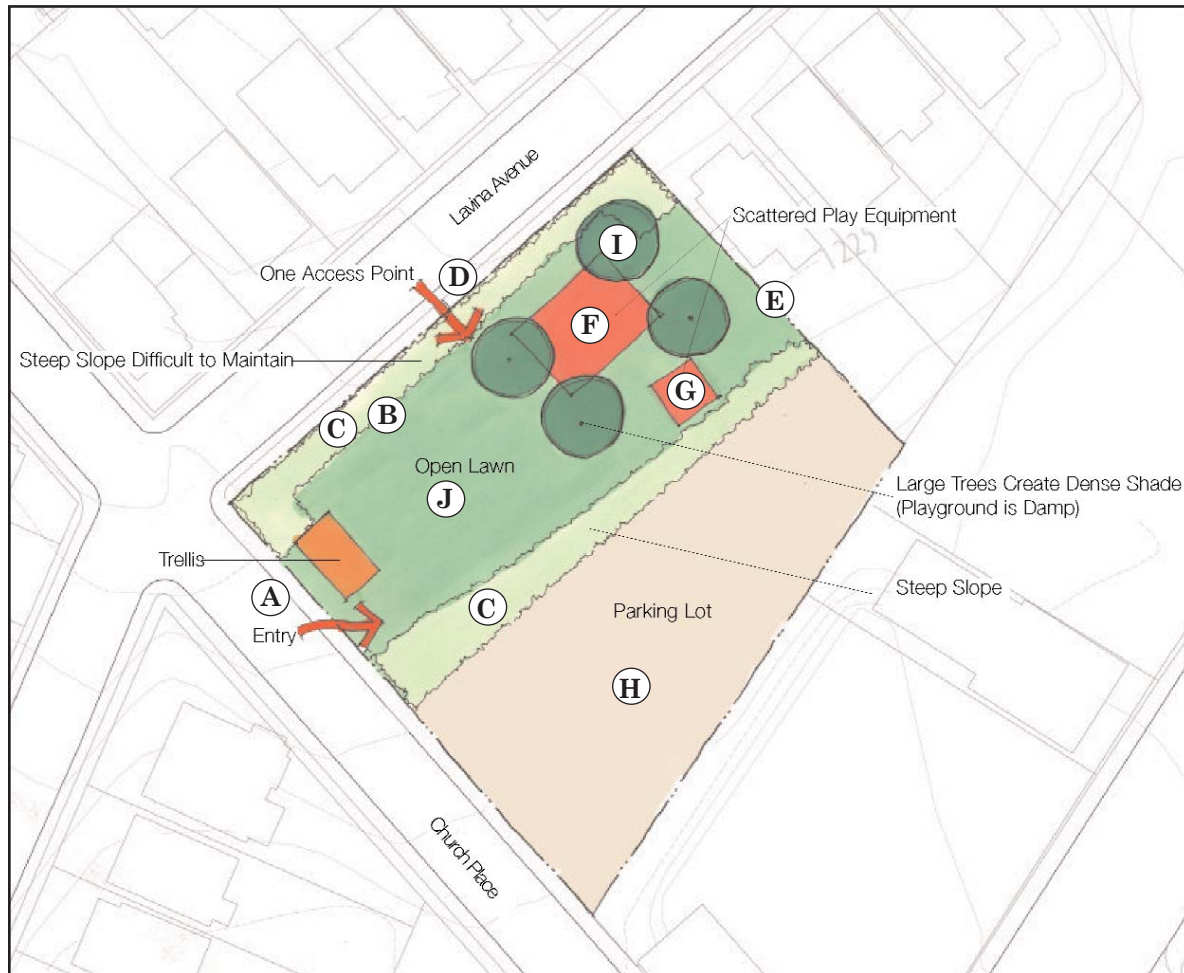 Lavina Avenue
I
Scattered Play Equipment
One Access Point
D
1225
E
F
Steep Slope Difficult to Maintain
G
C
B
Open Lawn
J
Large Trees Create Dense Shade
(Playground is Damp)
Trellis
Steep Slope
A
C
Parking Lot
Entry
H
Church Place